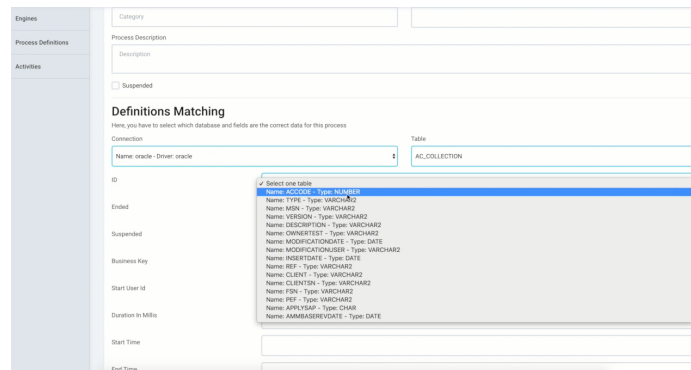 Engines
Process Definitions
Activities
Category
Process Description
Description
Suspended
Definitions Matching
Here, you have to select which database and fields are the correct data for this process
Connection
Table
Name: oracle - Driver: oracle
AC_COLLECTION
ID
Ended
Suspended
Business Key
Start User Id
Duration In Millis
Start Time
End Time
✓ Select one table
Name: ACCODE - Type: NUMBER
Name: TYPE - Type: VARCHAR2
Name: MSN - Type: VARCHAR2
Name: VERSION - Type: VARCHAR2
Name: DESCRIPTION - Type: VARCHAR2
Name: OWNERTEST - Type: VARCHAR2
Name: MODIFICATIONDATE - Type: DATE
Name: MODIFICATIONUSER - Type: VARCHAR2
Name: INSERTDATE - Type: DATE
Name: REF - Type: VARCHAR2
Name: CLIENT - Type: VARCHAR2
Name: CLIENTSN - Type: VARCHAR2
Name: FSN - Type: VARCHAR2
Name: PEF - Type: VARCHAR2
Name: APPLYSAP - Type: CHAR
Name: AMMBASEREVDATE - Type: DATE